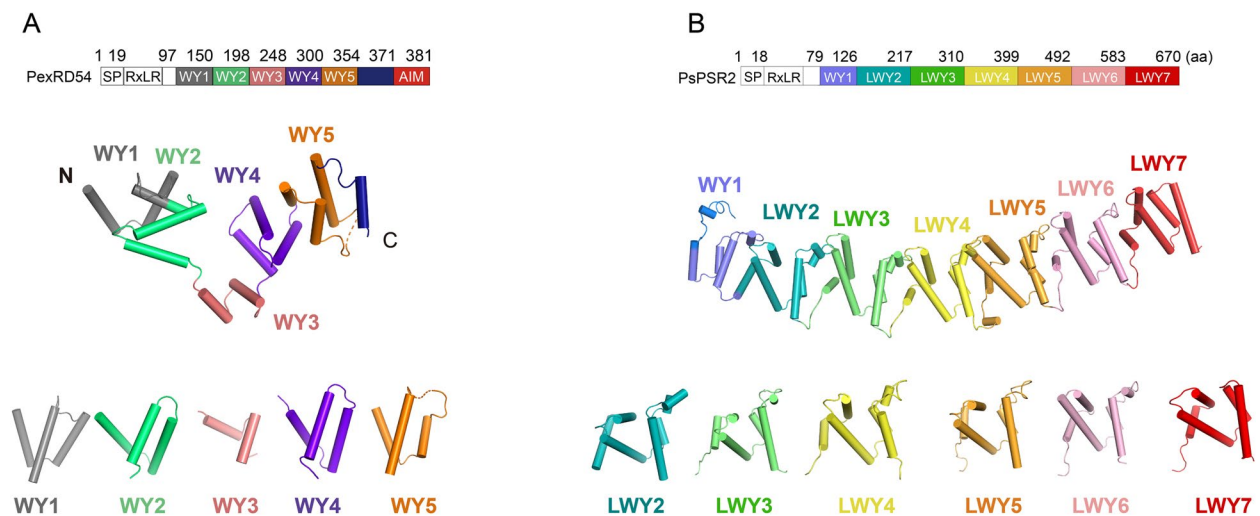 A
1 19 97 150 198 248 300 354 371 381
PexRD54 SP RxLR WY1 WY2 WY3 WY4 WY5 AIM
WY5
WY1 WY2
N WY4
C
WY3
WY1 WY2 WY3 WY4 WY5
B
1 18 79 126 217 310 399 492 583 670 (aa)
PsPSR2 SP RxLR WY1 LWY2 LWY3 LWY4 LWY5 LWY6 LWY7
LWY7
WY1 LWY6
LWY2 LWY3 LWY4 LWY5
LWY2 LWY3 LWY4 LWY5 LWY6 LWY7